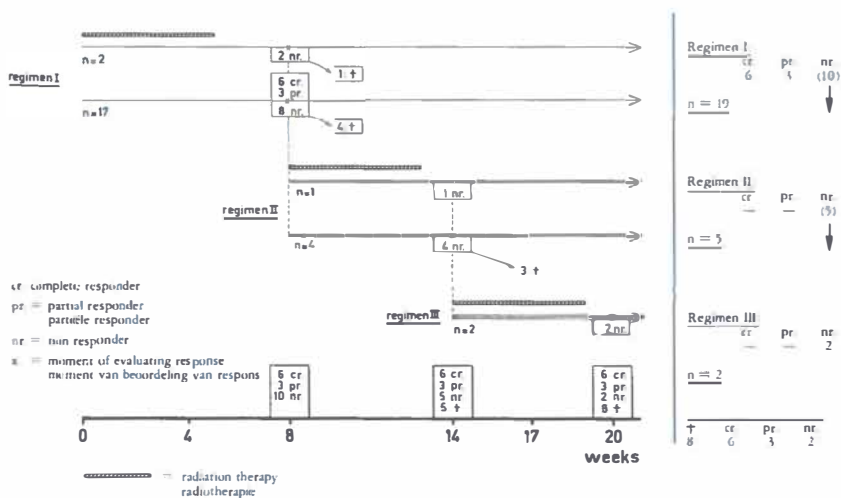 n=2
2 nr.
1 †
regimen I
6 cr.
3 pr.
8 nr.
n=17
4 †
n=1
1 nr.
regimen II
n=4
4 nr.
3 †
regimen III
n=2
2 nr.
cr complete responder
pr = partial responder
partiële responder
nr = non responder
= moment of evaluating response
moment van beoordeling van respons
6 cr.
3 pr.
10 nr
6 cr.
3 pr.
5 nr
5 †
6 cr.
3 pr.
2 nr.
8 †
0 4 8 14 17 20
weeks
= radiation therapy
radiotherapie
Regimen I
cr pr nr
6 3 (10)
n = 19
Regimen II
cr pr. nr
— — (5)
n = 5
Regimen III
cr pr. nr
— — 2
n = 2
† cr pr. nr.
8 6 3 2